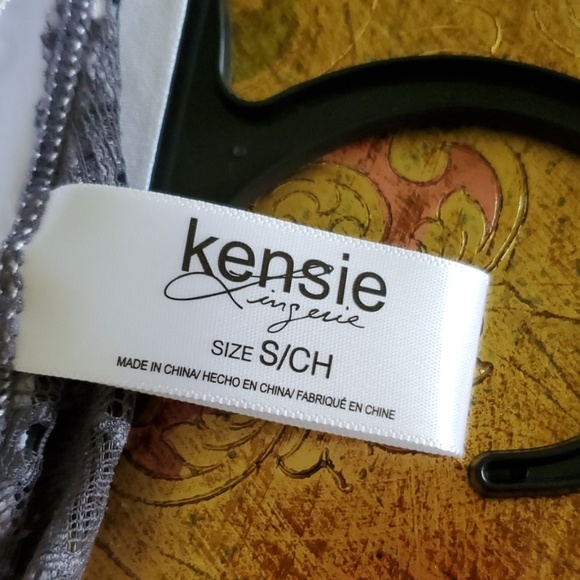 kensie
Lingerie
SIZE S/CH
MADE IN CHINA/ HECHO EN CHINA/ FABRIQUÉ EN CHINE